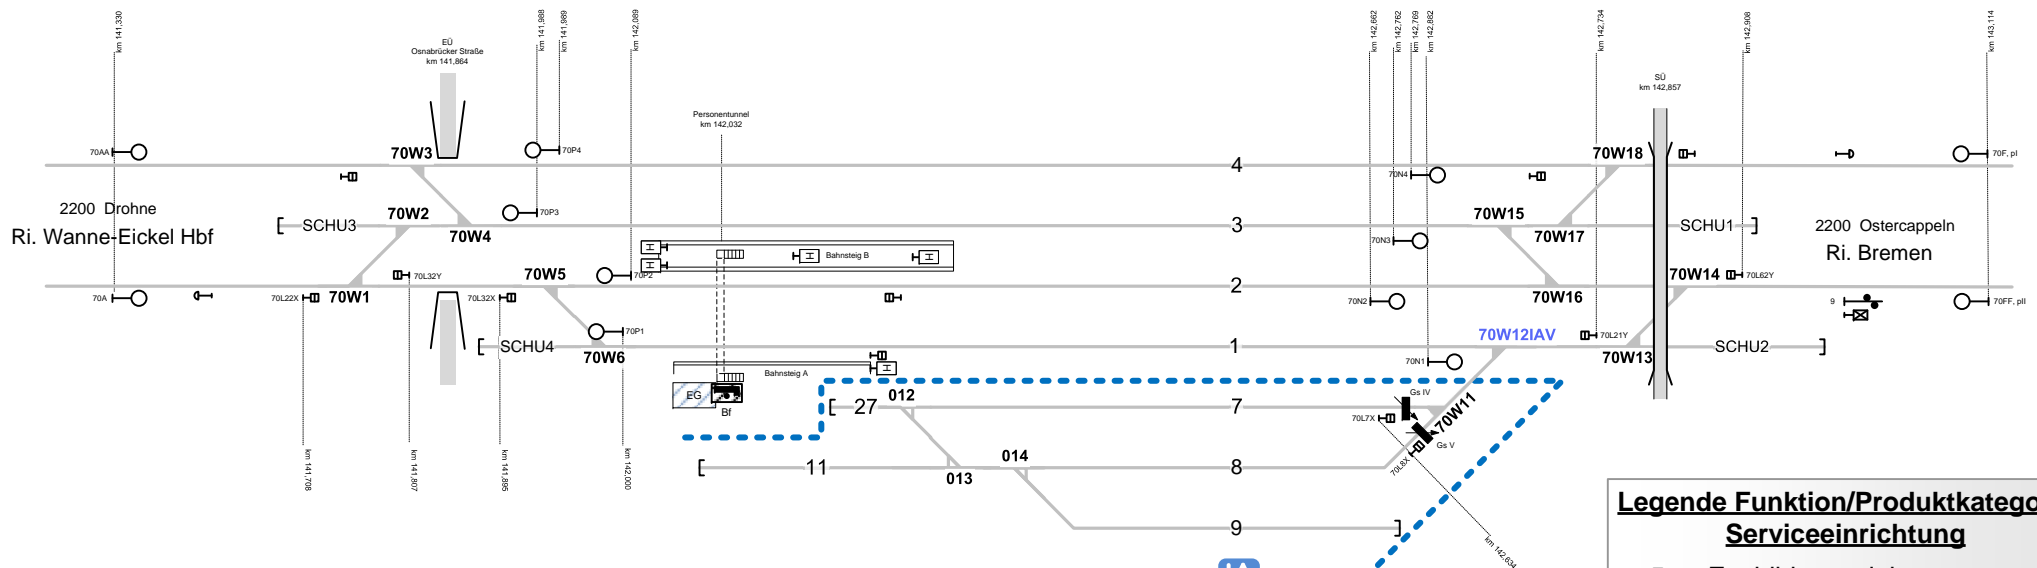 km 141,330
EÜ
Osnabrücker Straße
km 141,864
km 141,988
km 141,989
km 142,089
Personentunnel
km 142,032
km 142,662
km 142,762
km 142,769
km 142,882
km 142,734
SÜ
km 142,857
km 142,908
km 143,114
70AA
70W3
70P4
4
70N4
70W18
70F, pI
2200 Drohne
Ri. Wanne-Eickel Hbf
SCHU3
70W2
70W4
70P3
3
70N3
70W15
70W17
SCHU1
2200 Ostercappeln
Ri. Bremen
Bahnsteig B
70A
70L22X
70W1
70L32Y
70L32X
70W5
70P2
2
70N2
70W16
70W14
70L62Y
9
70FF, pII
SCHU4
70W6
70P1
1
70N1
70W12IAV
70L21Y
70W13
SCHU2
Bahnsteig A
EG
Bf
27
012
7
70L7X
Gs IV
70W11
Gs V
70L8X
11
013
014
8
9
km 141,708
km 141,807
km 141,895
km 142,000
km 142,634
Legende Funktion/Produktkatego
Serviceeinrichtung